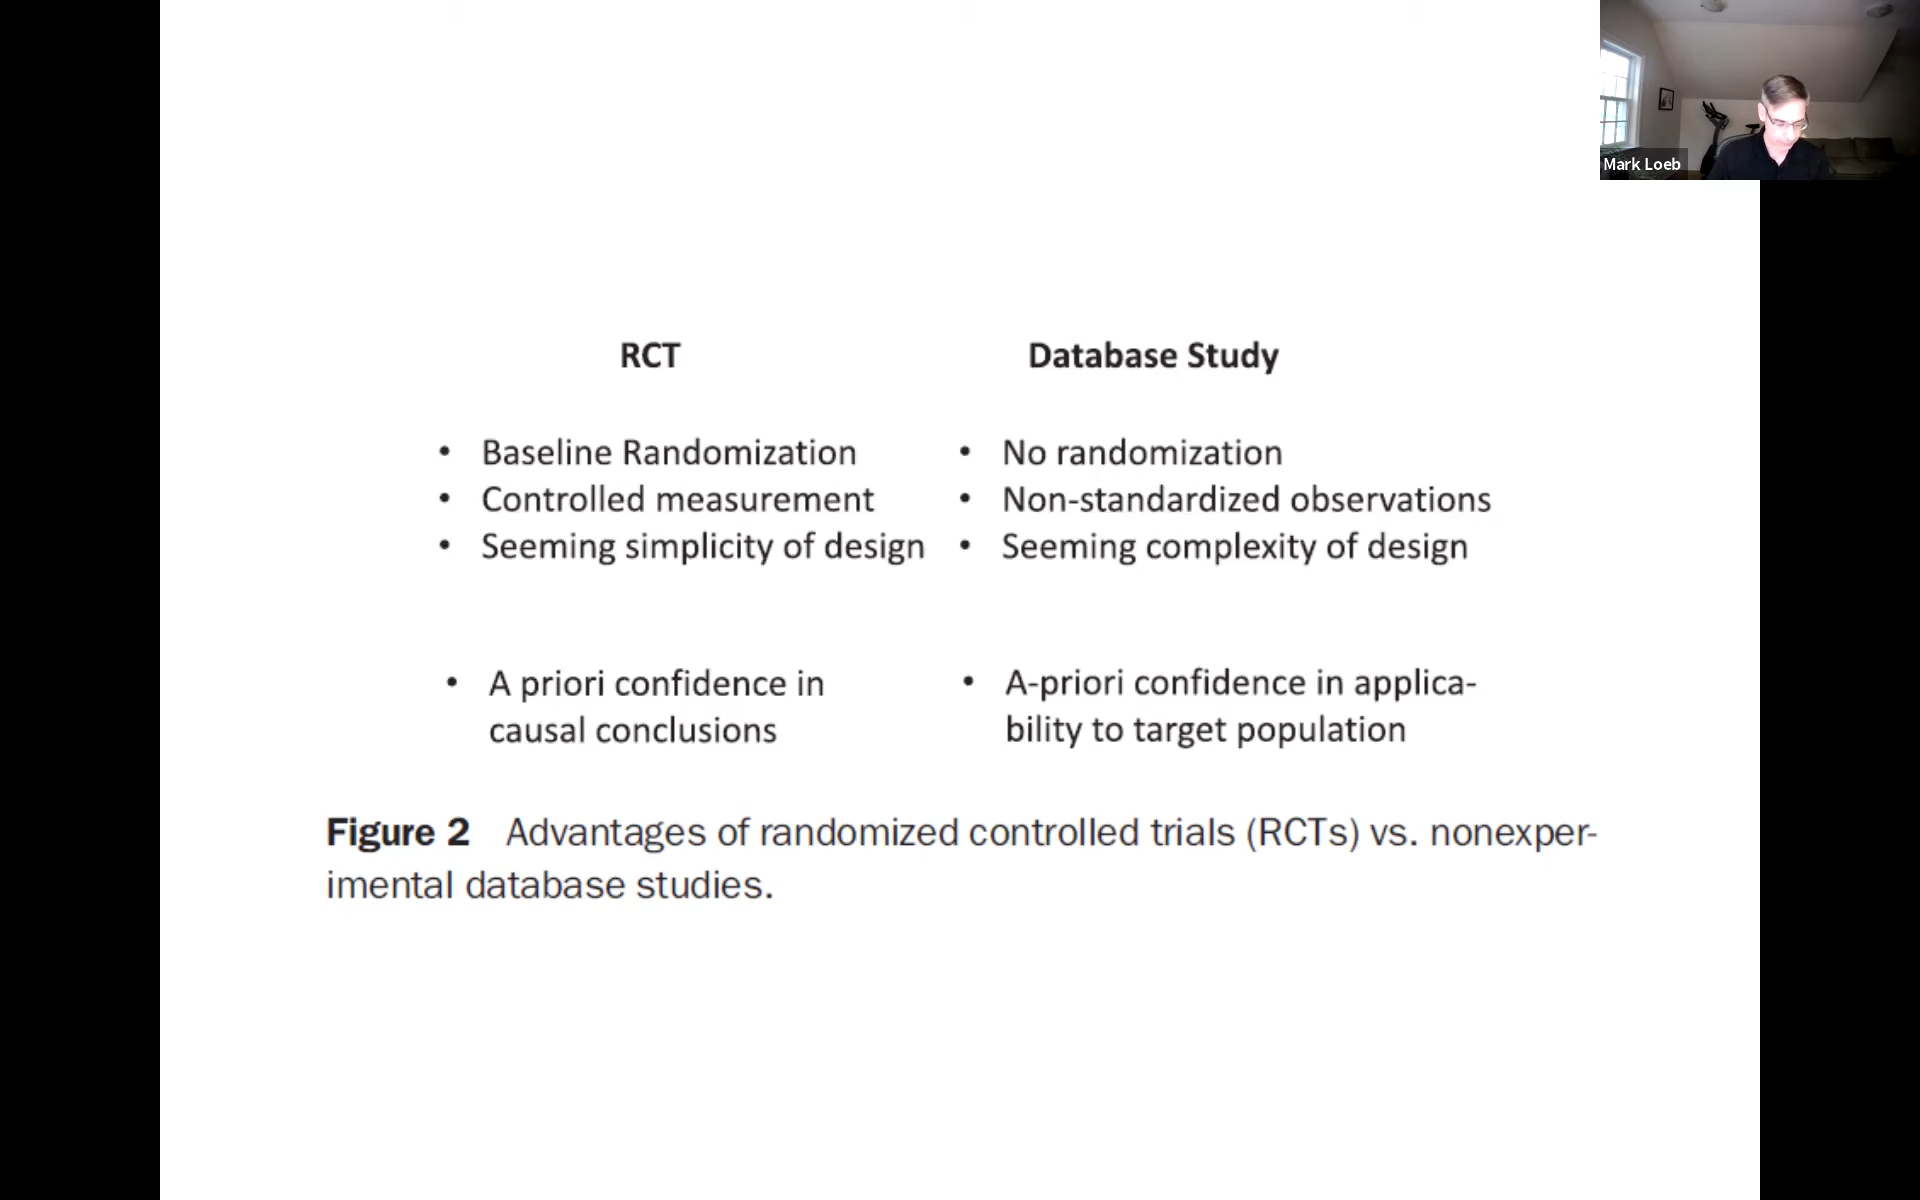 Mark Loeb
RCT
• Baseline Randomization
• Controlled measurement
• Seeming simplicity of design
• A priori confidence in
causal conclusions
Database Study
• No randomization
• Non-standardized observations
• Seeming complexity of design
• A-priori confidence in applica-
bility to target population
Figure 2 Advantages of randomized controlled trials (RCTs) vs. nonexper-
imental database studies.